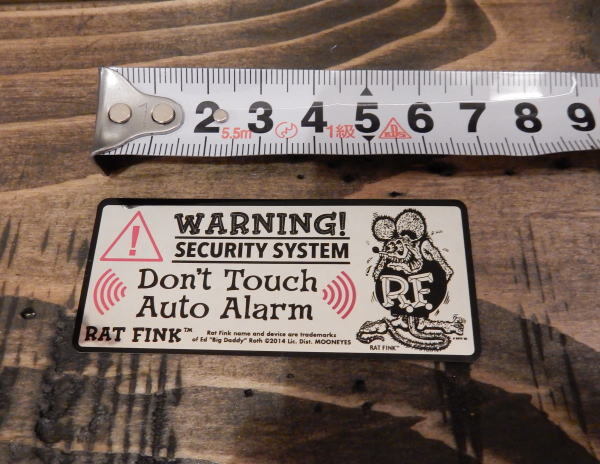 2 3 4 5 6 7 8 9
5.5m 1級
WARNING!
SECURITY SYSTEM
Don't Touch
Auto Alarm
RAT FINK™
Rat Fink name and device are trademarks
of Ed "Big Daddy" Roth ©2014 Lic. Dist. MOONEYES
R.F.
RAT FINK™